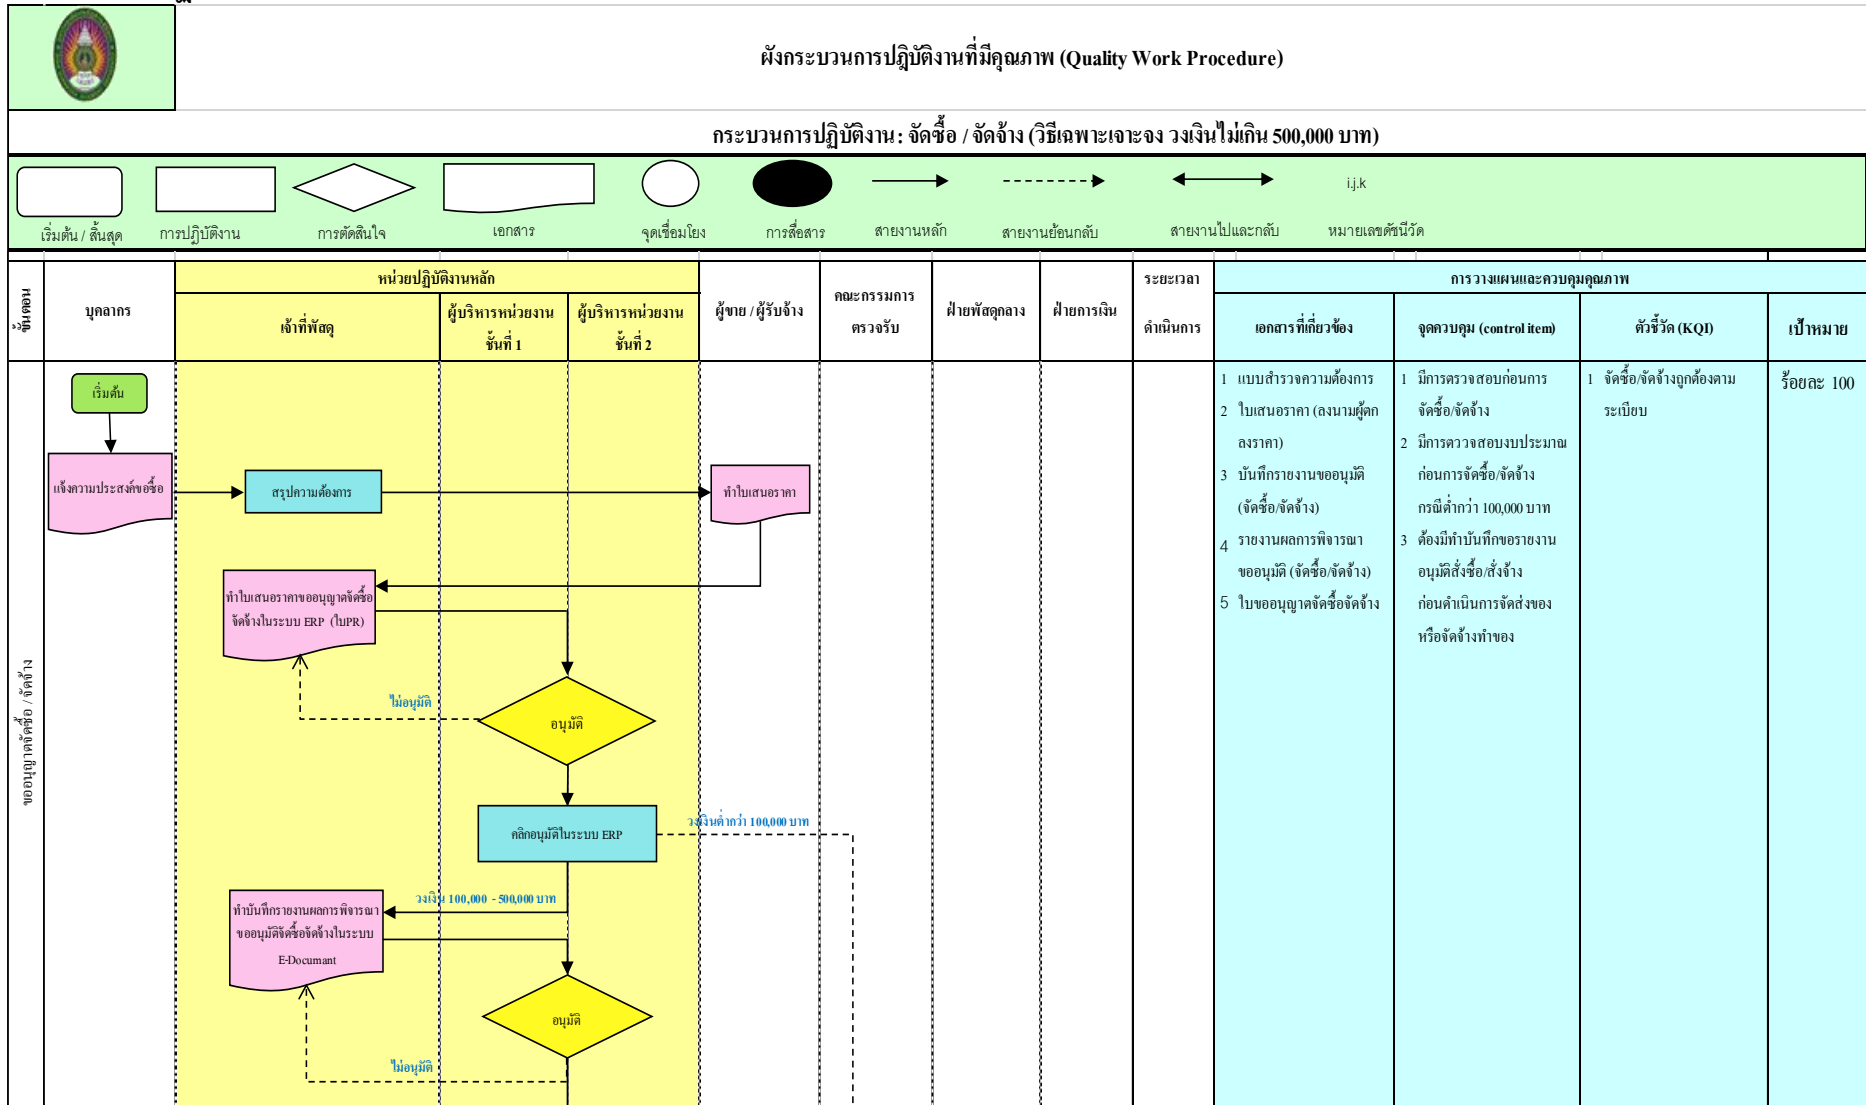 ผังกระบวนการปฏิบัติงานที่มีคุณภาพ (Quality Work Procedure)
กระบวนการปฏิบัติงาน : จัดซื้อ / จัดจ้าง (วิธีเฉพาะเจาะจง วงเงินไม่เกิน 500,000 บาท)
i.j.k
เริ่มต้น / สิ้นสุด
การปฏิบัติงาน
การตัดสินใจ
เอกสาร
จุดเชื่อมโยง
การสื่อสาร
สายงานหลัก
สายงานย้อนกลับ
สายงานไปและกลับ
หมายเลขดัชนีวัด
บุคลากร
หน่วยปฏิบัติงานหลัก
เจ้าที่พัสดุ
ผู้บริหารหน่วยงาน
ชั้นที่ 1
ผู้บริหารหน่วยงาน
ชั้นที่ 2
ผู้ขาย / ผู้รับจ้าง
คณะกรรมการ
ตรวจรับ
ฝ่ายพัสดุกลาง
ฝ่ายการเงิน
ระยะเวลา
ดำเนินการ
การวางแผนและควบคุมคุณภาพ
เอกสารที่เกี่ยวข้อง
จุดควบคุม (control item)
ตัวชี้วัด (KQI)
เป้าหมาย
เริ่มต้น
แจ้งความประสงค์ขอซื้อ
สรุปความต้องการ
ทำใบเสนอราคา
ทำใบเสนอราคาขออนุญาตจัดซื้อ
จัดจ้างในระบบ ERP (ใบPR)
ไม่อนุมัติ
อนุมัติ
คลิกอนุมัติในระบบ ERP
วงเงินต่ำกว่า 100,000 บาท
วงเงิน 100,000 - 500,000 บาท
ทำบันทึกรายงานผลการพิจารณา
ขออนุมัติจัดซื้อจัดจ้างในระบบ
E-Documant
อนุมัติ
ไม่อนุมัติ
1 แบบสำรวจความต้องการ
2 ใบเสนอราคา (ลงนามผู้ตก
ลงราคา)
3 บันทึกรายงานขออนุมัติ
(จัดซื้อ/จัดจ้าง)
4 รายงานผลการพิจารณา
ขออนุมัติ (จัดซื้อ/จัดจ้าง)
5 ใบขออนุญาตจัดซื้อจัดจ้าง
1 มีการตรวจสอบก่อนการ
จัดซื้อ/จัดจ้าง
2 มีการตววจสอบงบประมาณ
ก่อนการจัดซื้อ/จัดจ้าง
กรณีต่ำกว่า 100,000 บาท
3 ต้องมีทำบันทึกขอรายงาน
อนุมัติสั่งซื้อ/สั่งจ้าง
ก่อนดำเนินการจัดส่งของ
หรือจัดจ้างทำของ
1 จัดซื้อ/จัดจ้างถูกต้องตาม
ระเบียบ
ร้อยละ 100